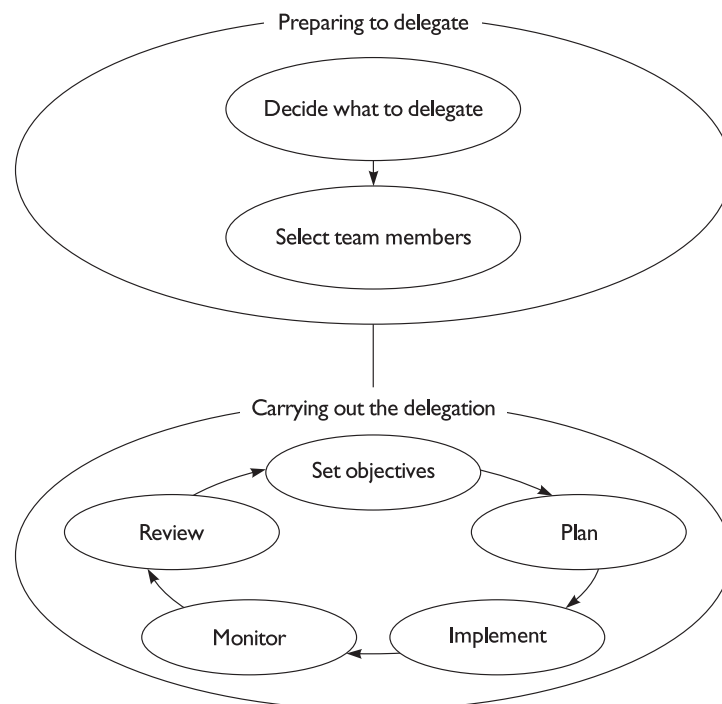 Preparing to delegate
Decide what to delegate
Select team members
Carrying out the delegation
Set objectives
Review
Plan
Monitor
Implement